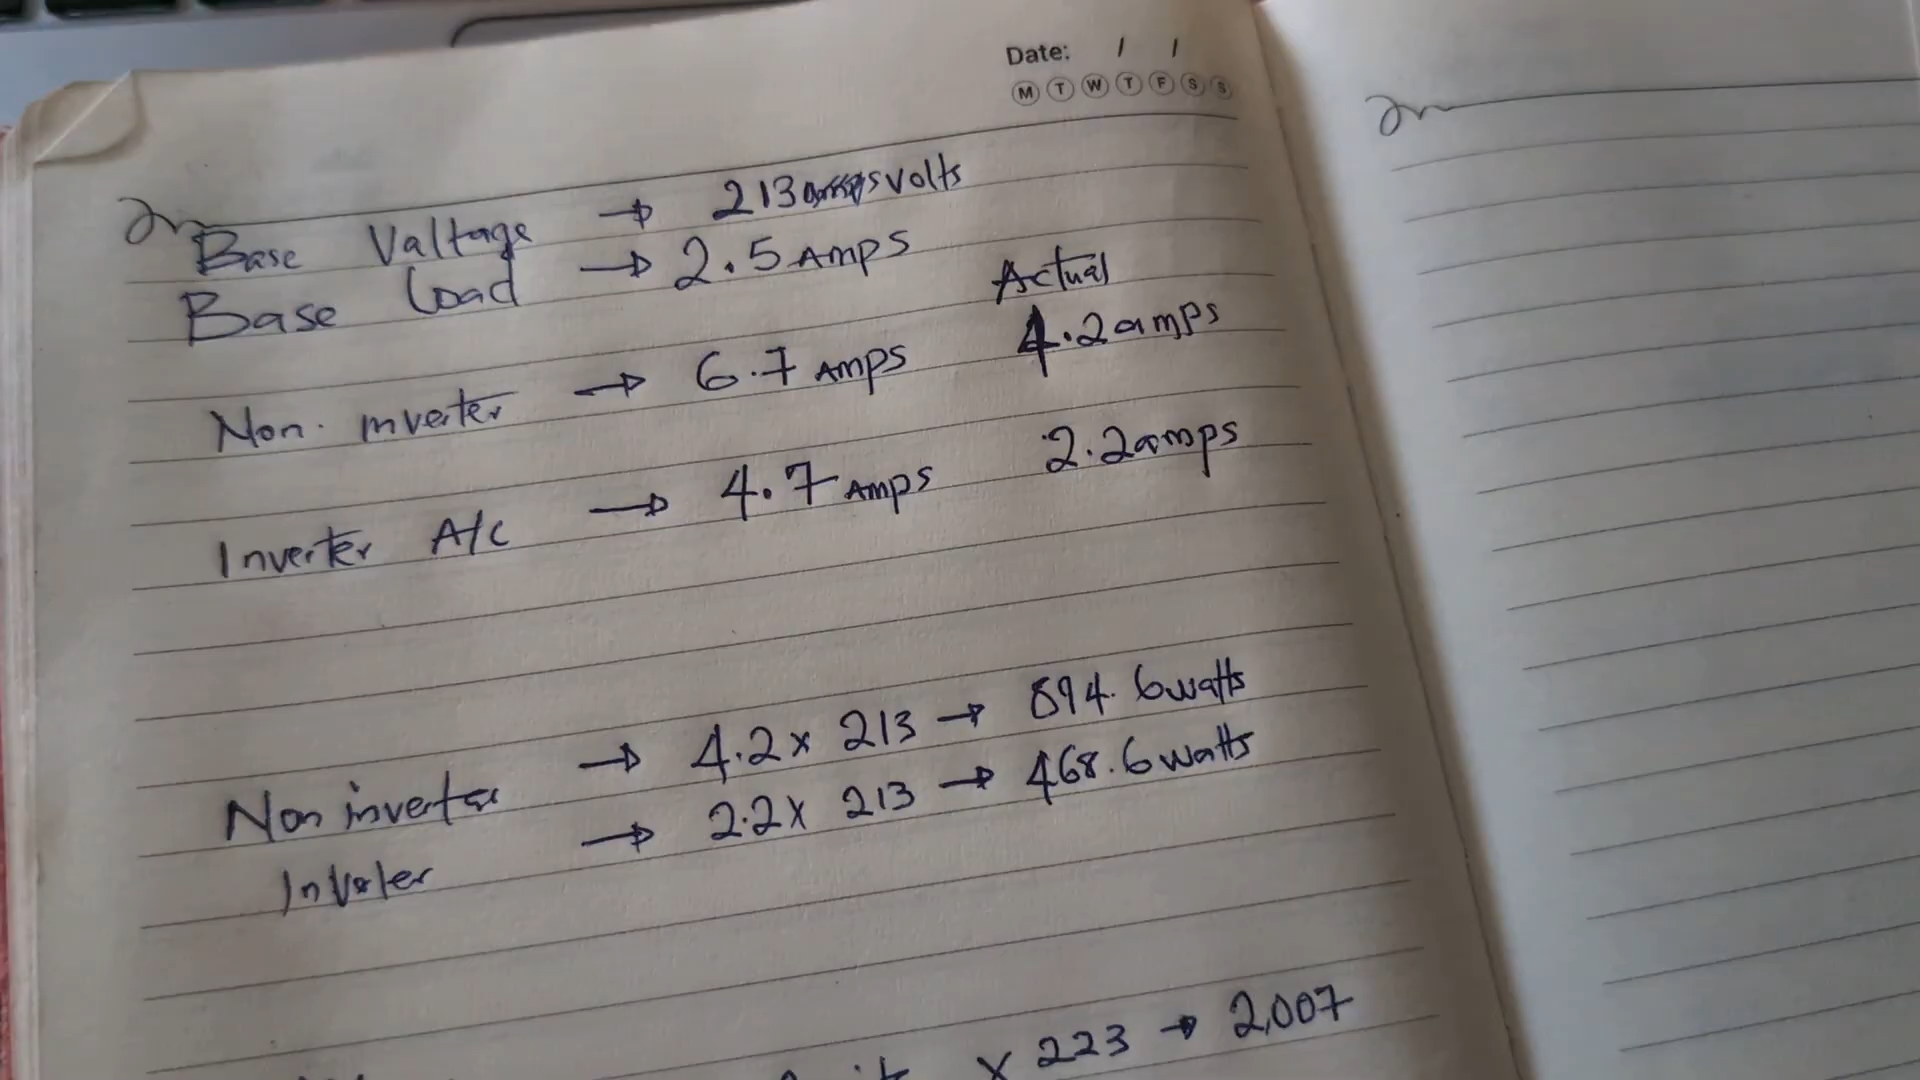 Date: / /
M T W T F S S
Base Valtage → 213 volts
Base Load → 2.5 Amps
Actual
Non. inverter → 6.7 Amps 4.2 amps
Inverter A/C → 4.7 Amps 2.2 amps
Non inverter → 4.2 x 213 → 894.6 watts
Inverter → 2.2 x 213 → 468.6 watts
x 223 → 2,007